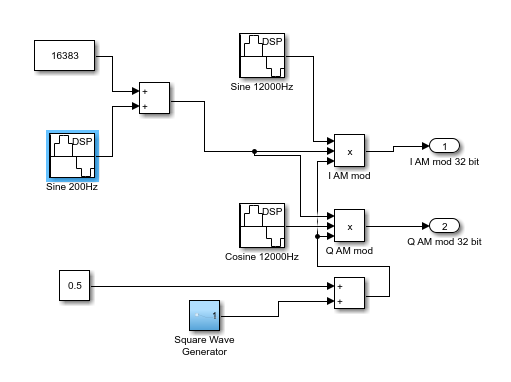 DSP
16383
+
+
Sine 12000Hz
DSP
x
1
I AM mod
I AM mod 32 bit
Sine 200Hz
DSP
x
2
Q AM mod
Q AM mod 32 bit
Cosine 12000Hz
0.5
+
+
1
Square Wave
Generator